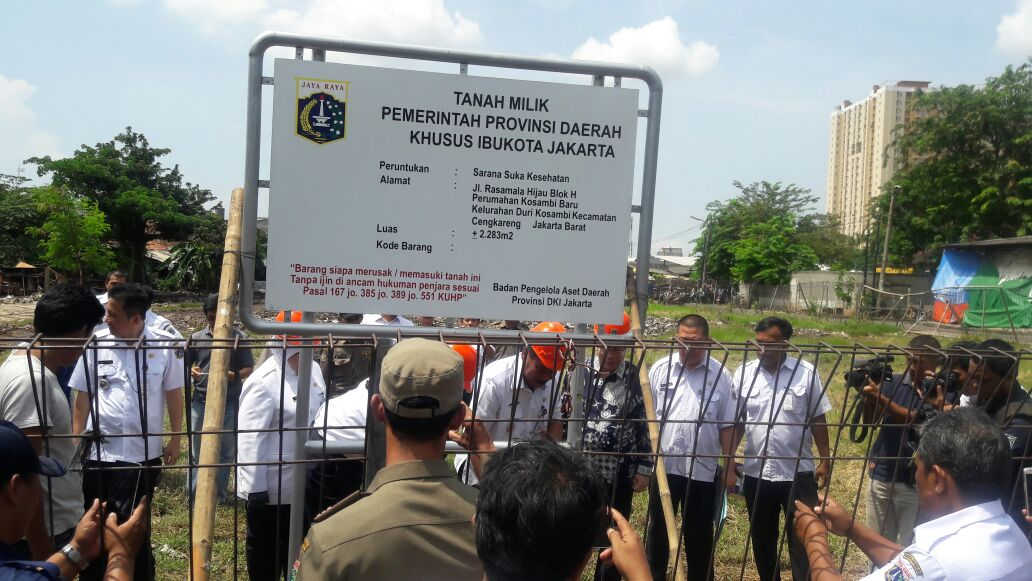 JAYA RAYA
TANAH MILIK
PEMERINTAH PROVINSI DAERAH
KHUSUS IBUKOTA JAKARTA
Peruntukan : Sarana Suka Kesehatan
Alamat : Jl. Rasamala Hijau Blok H
Perumahan Kosambi Baru
Kelurahan Duri Kosambi Kecamatan
Cengkareng Jakarta Barat
Luas : ± 2.283m2
Kode Barang :
"Barang siapa merusak / memasuki tanah ini
Tanpa ijin di ancam hukuman penjara sesuai
Pasal 167 jo. 385 jo. 389 jo. 551 KUHP"
Badan Pengelola Aset Daerah
Provinsi DKI Jakarta